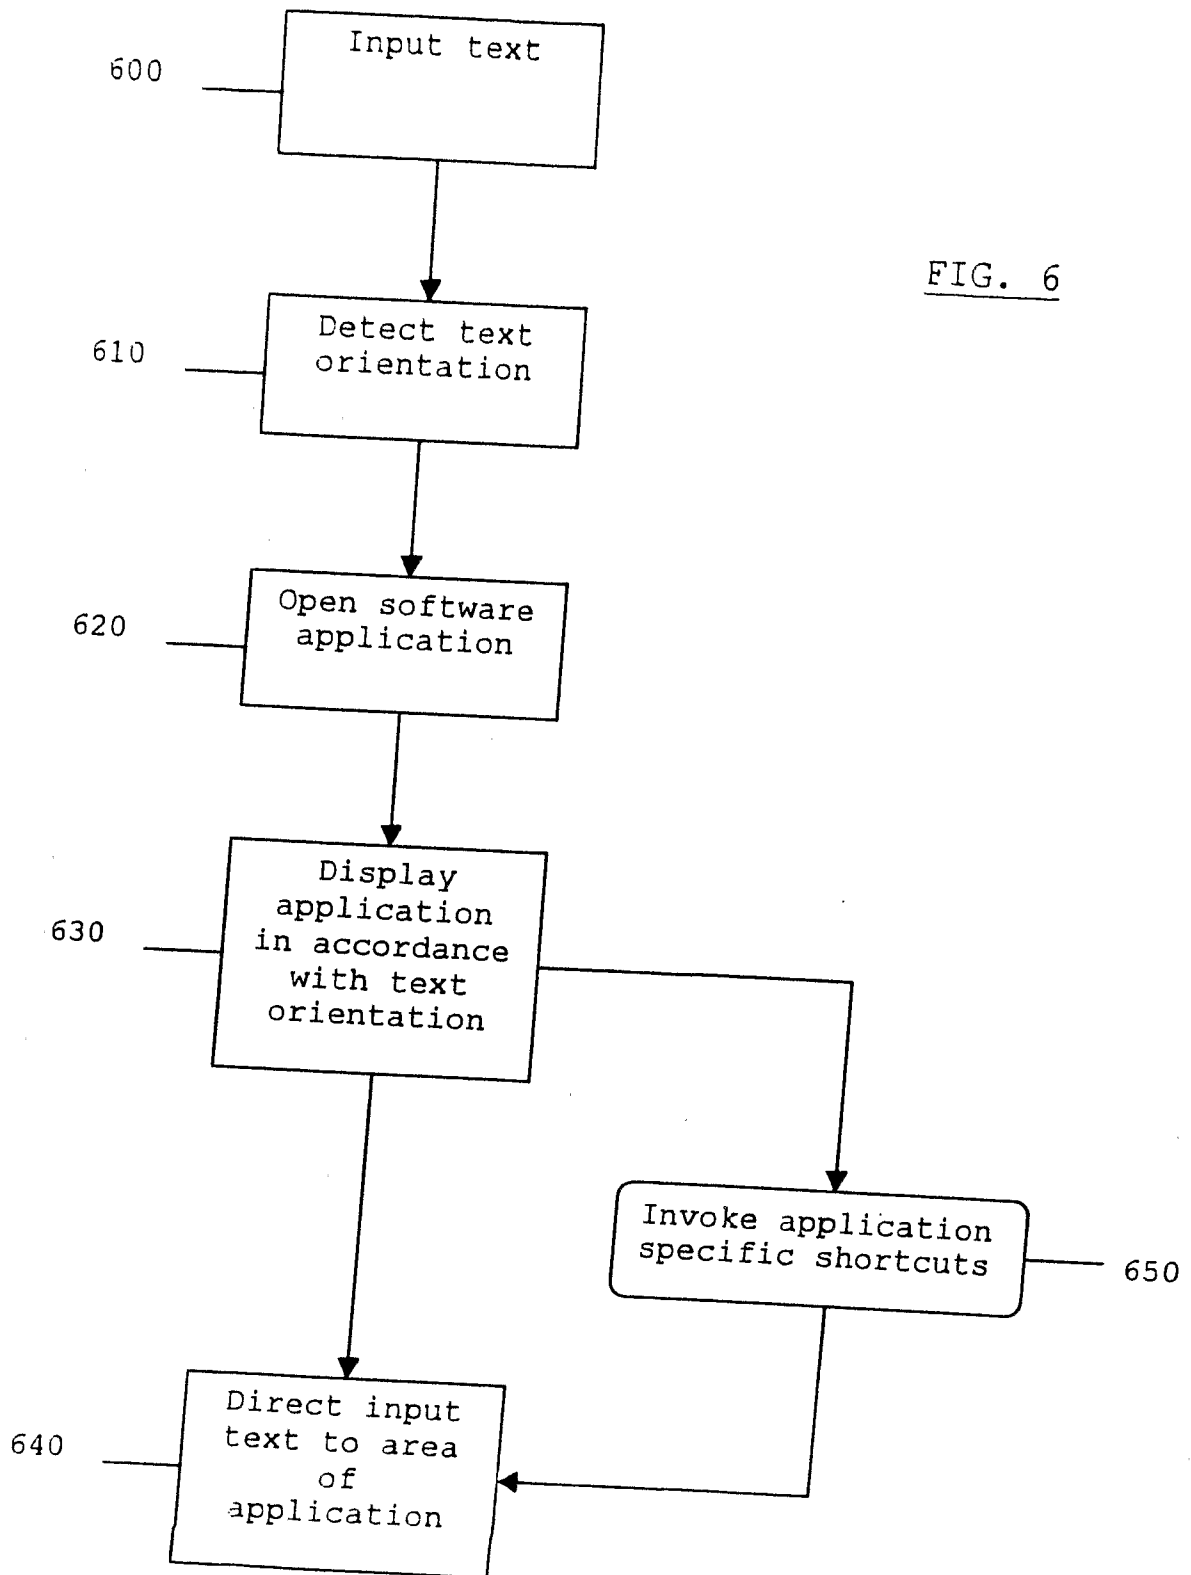 Input text
600
FIG. 6
Detect text
orientation
610
Open software
application
620
Display
application
in accordance
with text
orientation
630
Invoke application
specific shortcuts
650
Direct input
text to area
of
application
640